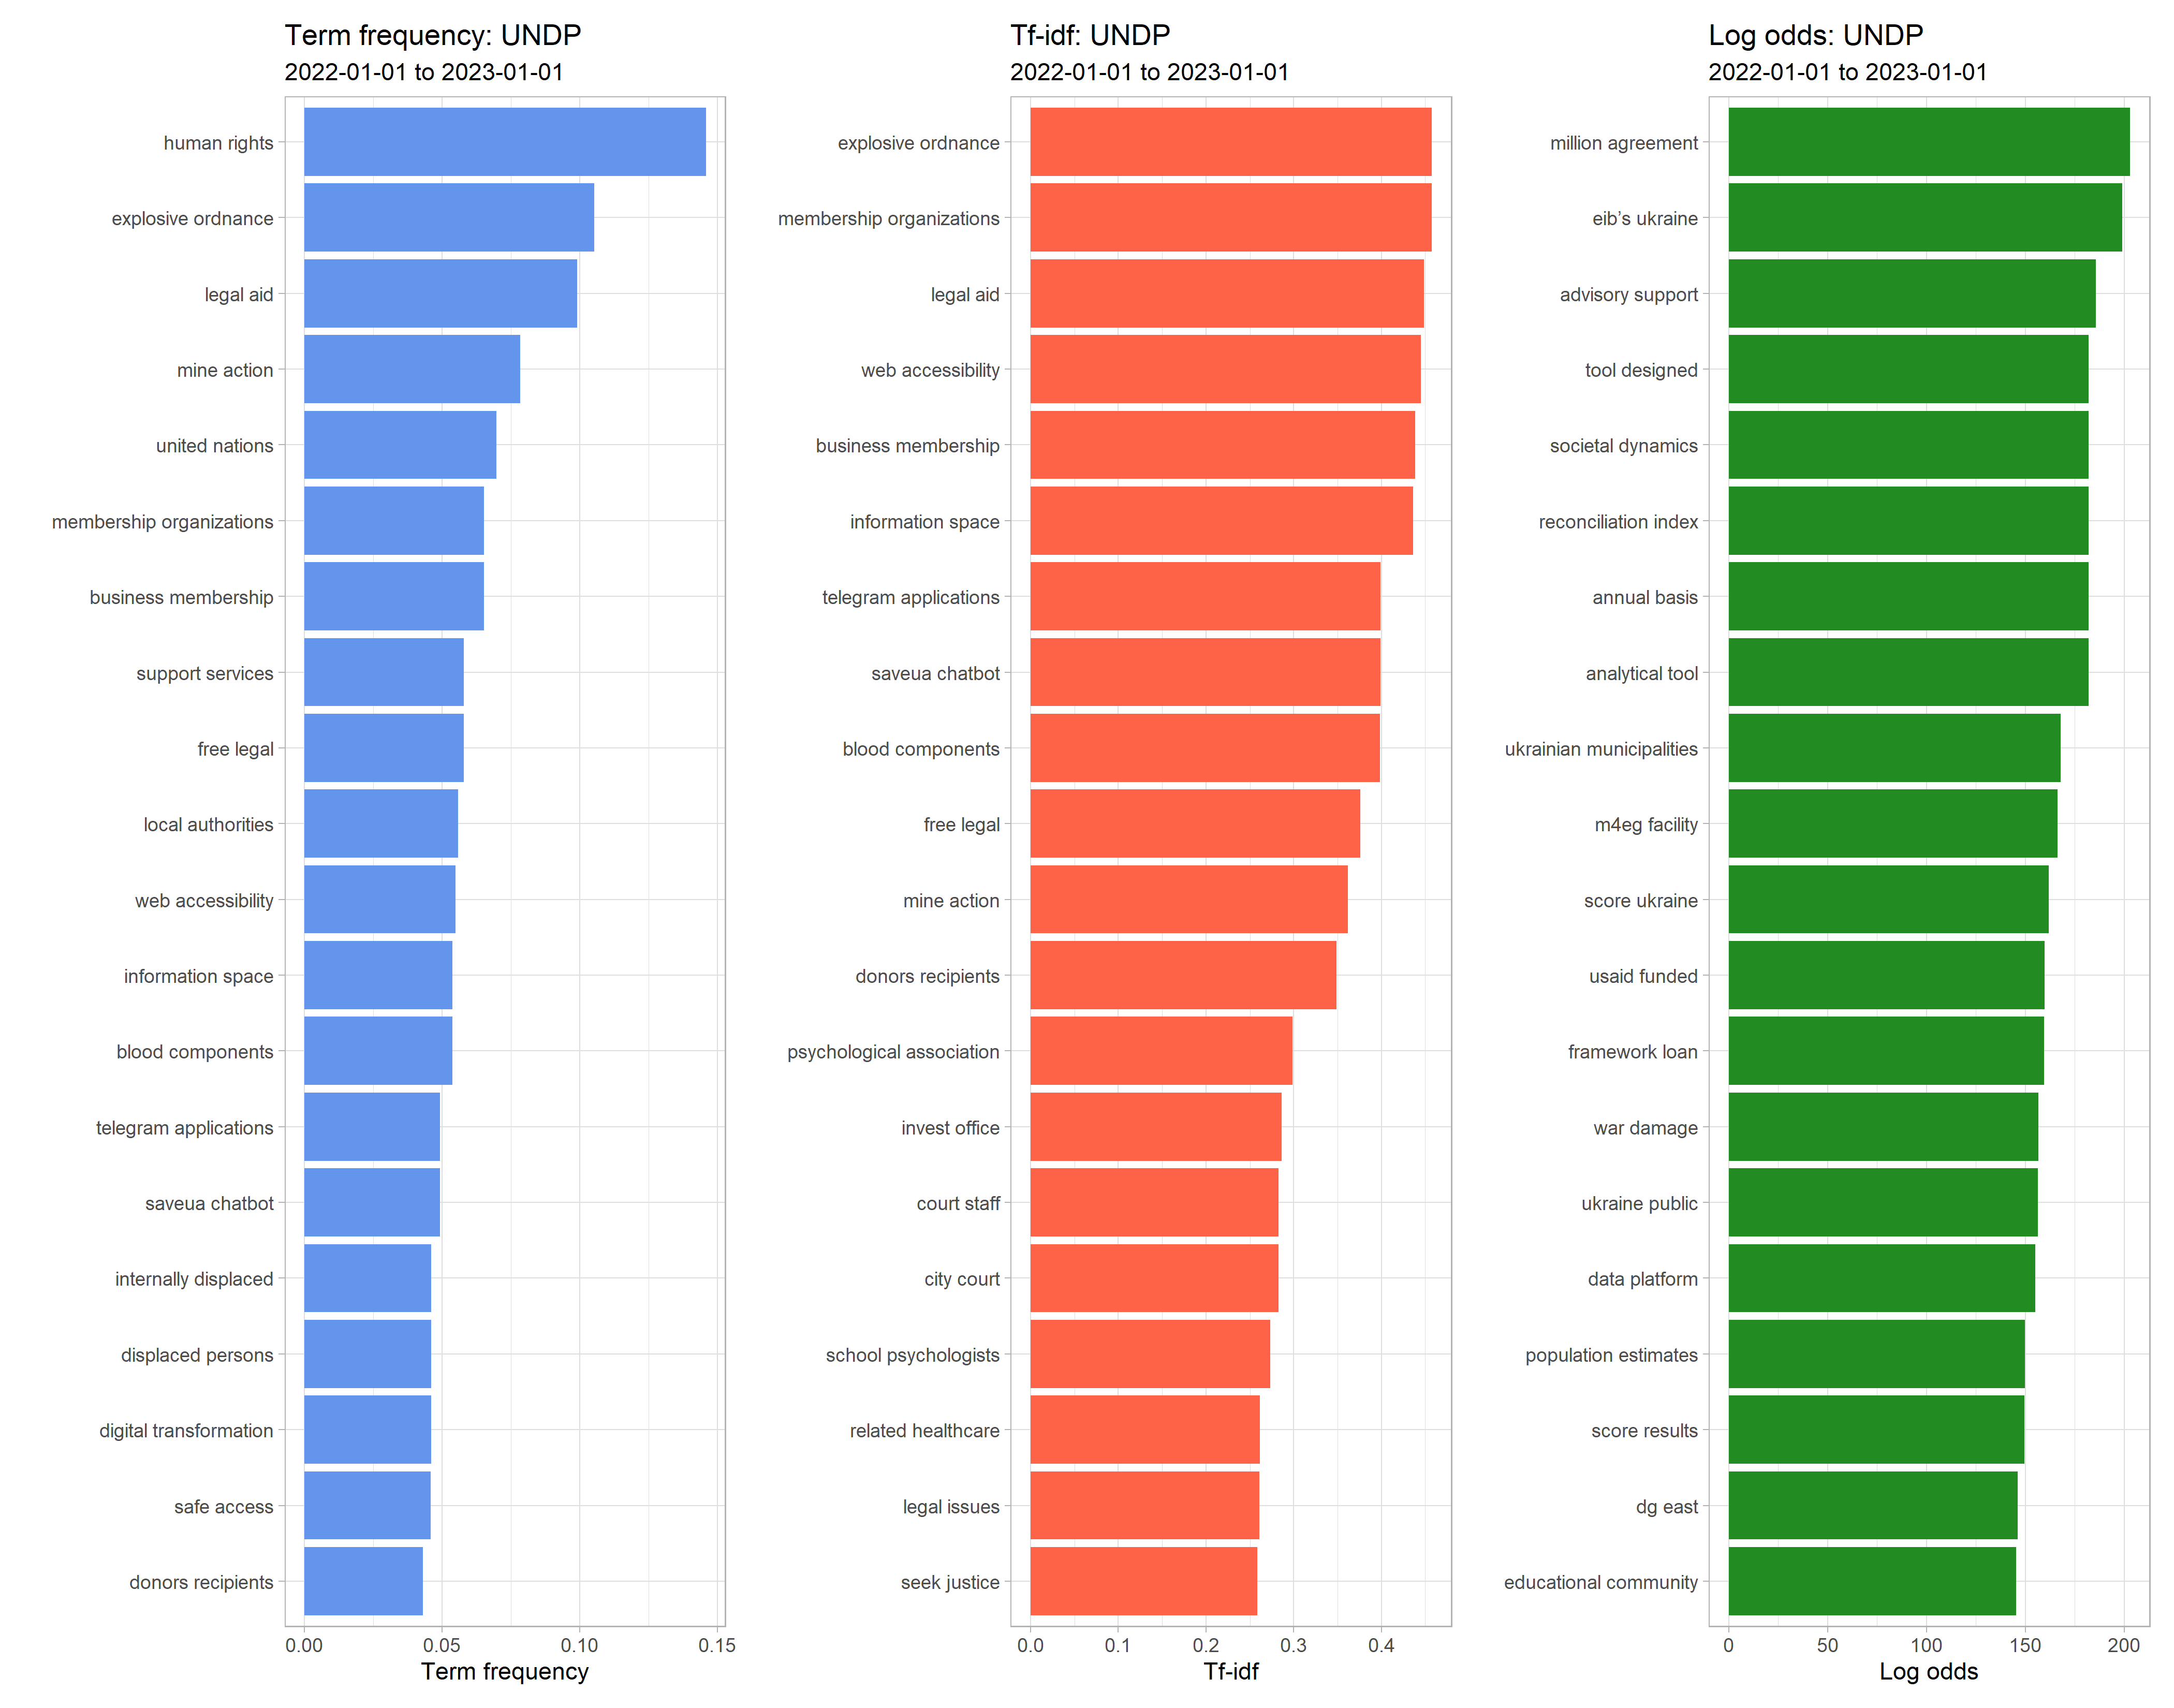 Term frequency: UNDP
2022-01-01 to 2023-01-01
human rights
explosive ordnance
legal aid
mine action
united nations
membership organizations
business membership
support services
free legal
local authorities
web accessibility
information space
blood components
telegram applications
saveua chatbot
internally displaced
displaced persons
digital transformation
safe access
donors recipients
0.00 0.05 0.10 0.15
Term frequency
Tf-idf: UNDP
2022-01-01 to 2023-01-01
explosive ordnance
membership organizations
legal aid
web accessibility
business membership
information space
telegram applications
saveua chatbot
blood components
free legal
mine action
donors recipients
psychological association
invest office
court staff
city court
school psychologists
related healthcare
legal issues
seek justice
0.0 0.1 0.2 0.3 0.4
Tf-idf
Log odds: UNDP
2022-01-01 to 2023-01-01
million agreement
eib’s ukraine
advisory support
tool designed
societal dynamics
reconciliation index
annual basis
analytical tool
ukrainian municipalities
m4eg facility
score ukraine
usaid funded
framework loan
war damage
ukraine public
data platform
population estimates
score results
dg east
educational community
0 50 100 150 200
Log odds